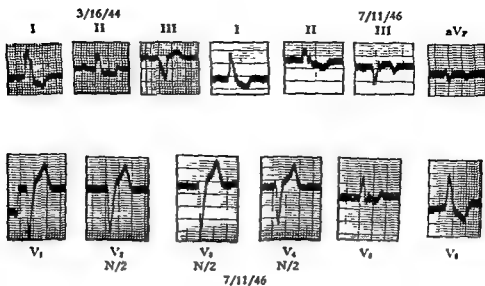 3/16/44 7/11/46
I II III I II III aVF
V1 V2 V3 V4 V5 V6
N/2 N/2 N/2
7/11/46